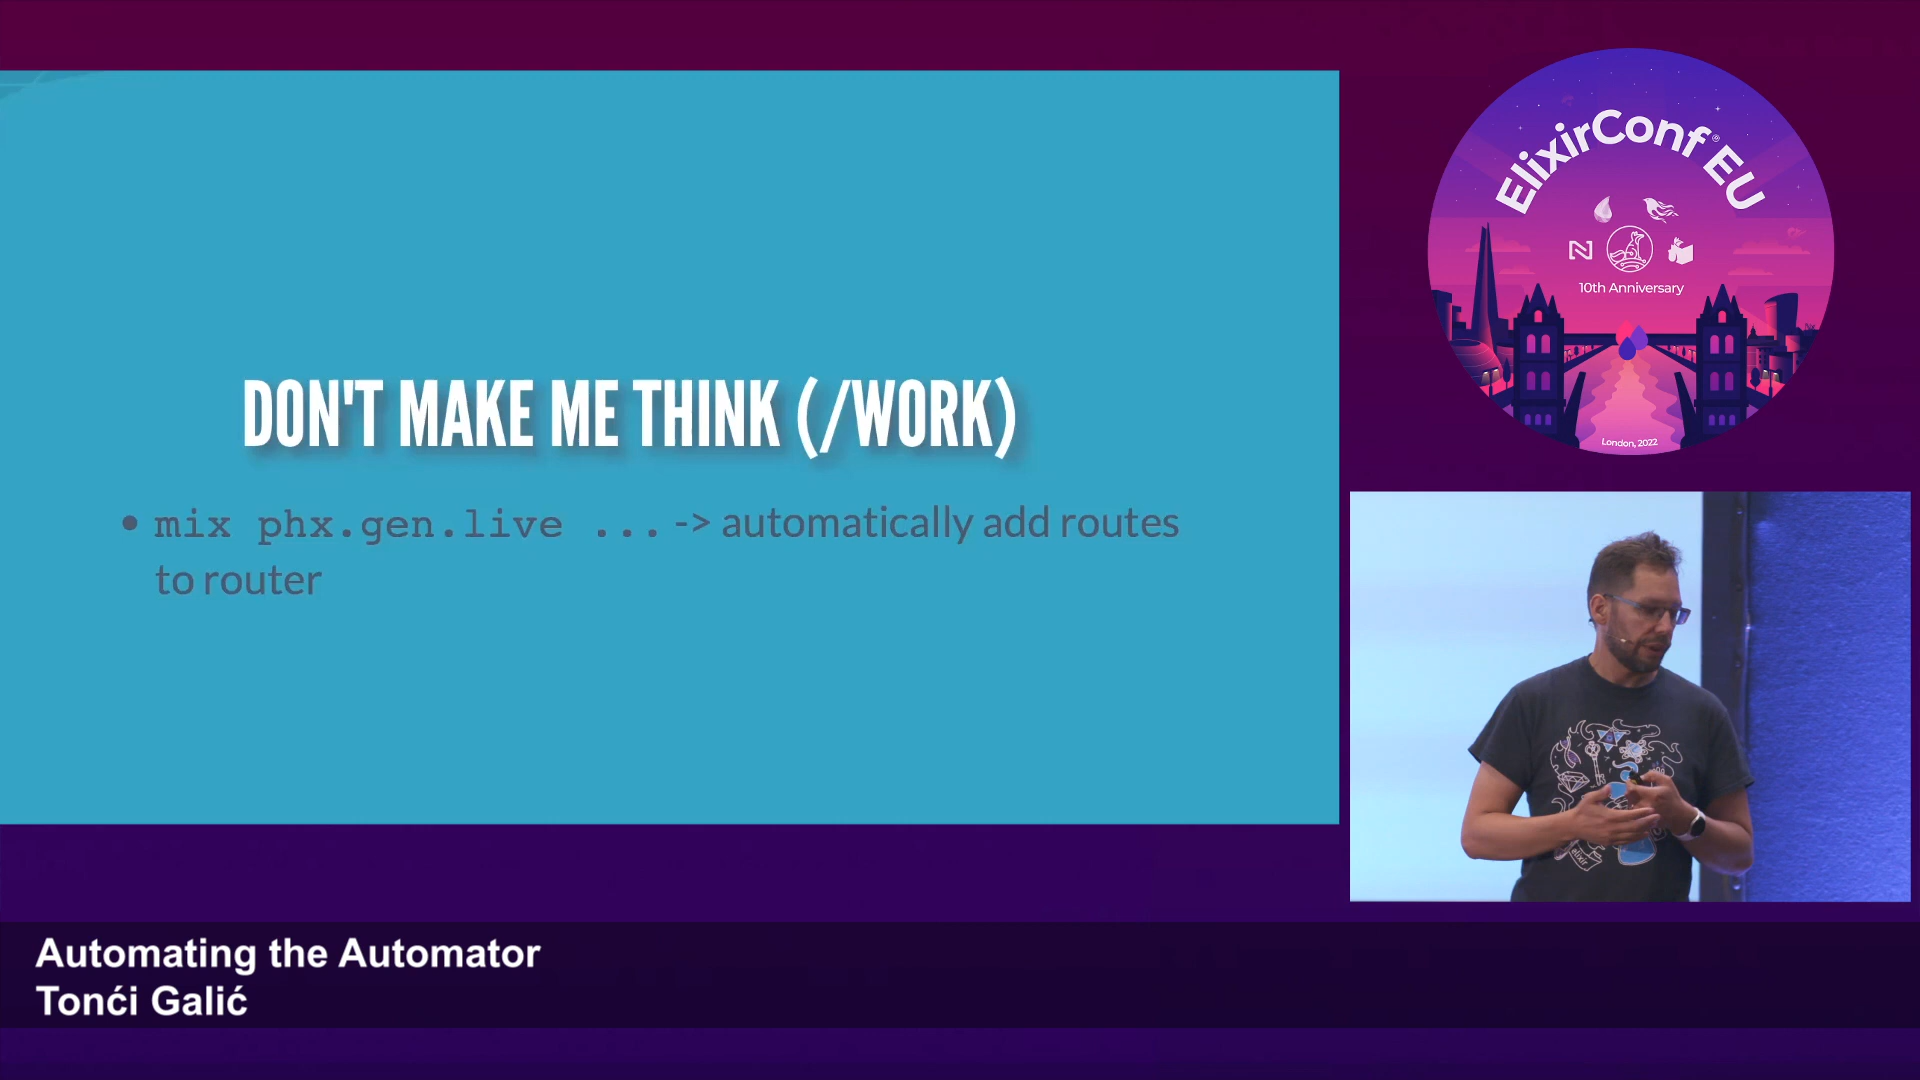 ElixirConf® EU
10th Anniversary
London, 2022
DON'T MAKE ME THINK (/WORK)
• mix phx.gen.live ... -> automatically add routes
to router
elixir
Automating the Automator
Tonći Galić